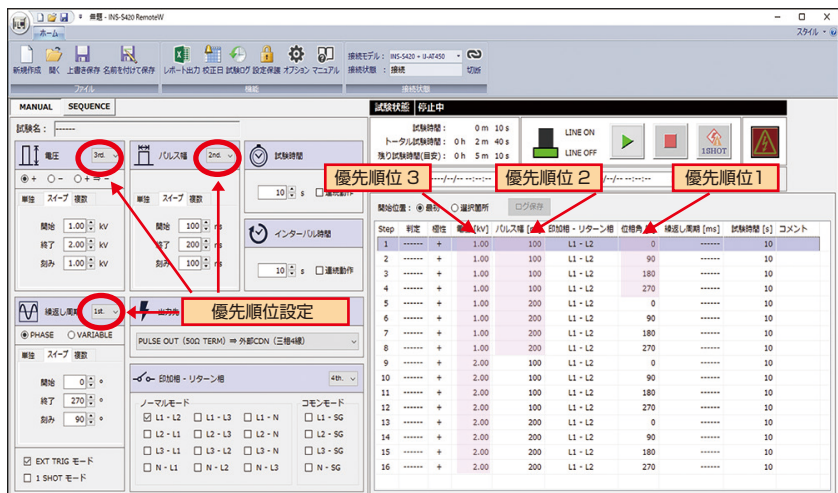 無題 - INS-S420 RemoteW
ホーム
スタイル
新規作成 開く 上書き保存 名前を付けて保存
レポート出力 校正日 試験ログ 設定保護 オプション マニュアル
接続モデル： INS-S420 + U-AT450
接続状態 ： 接続
切断
ファイル
機能
接続状態
MANUAL SEQUENCE
試験名： ------
電圧 3rd.
+ - + ⇒ -
単独 スイープ 複数
開始 1.00 kV
終了 2.00 kV
刻み 1.00 kV
パルス幅 2nd.
単独 スイープ 複数
開始 100 ns
終了 200 ns
刻み 100 ns
試験時間
10 s 連続動作
インターバル時間
10 s 連続動作
優先順位設定
繰返し周期 1st.
PHASE VARIABLE
単独 スイープ 複数
開始 0 °
終了 270 °
刻み 90 °
EXT TRIG モード
1 SHOT モード
出力先
PULSE OUT (50Ω TERM) ⇒ 外部CDN (三相4線)
印加相 - リターン相 4th.
ノーマルモード コモンモード
L1 - L2 L1 - L3 L1 - N L1 - SG
L2 - L1 L2 - L3 L2 - N L2 - SG
L3 - L1 L3 - L2 L3 - N L3 - SG
N - L1 N - L2 N - L3 N - SG
試験状態 停止中
試験時間： 0 m 10 s
トータル試験時間： 0 h 2 m 40 s
残り試験時間(目安)： 0 h 5 m 10 s
LINE ON
LINE OFF
1SHOT
優先順位3 優先順位2 優先順位1
開始位置： 最初 選択箇所 ログ保存
Step 判定 極性 [kV] パルス幅 印加相 - リターン相 位相角 繰返し周期 [ms] 試験時間 [s] コメント
1 ------ + 1.00 100 L1 - L2 0 ------ 10
2 ------ + 1.00 100 L1 - L2 90 ------ 10
3 ------ + 1.00 100 L1 - L2 180 ------ 10
4 ------ + 1.00 100 L1 - L2 270 ------ 10
5 ------ + 1.00 200 L1 - L2 0 ------ 10
6 ------ + 1.00 200 L1 - L2 90 ------ 10
7 ------ + 1.00 200 L1 - L2 180 ------ 10
8 ------ + 1.00 200 L1 - L2 270 ------ 10
9 ------ + 2.00 100 L1 - L2 0 ------ 10
10 ------ + 2.00 100 L1 - L2 90 ------ 10
11 ------ + 2.00 100 L1 - L2 180 ------ 10
12 ------ + 2.00 100 L1 - L2 270 ------ 10
13 ------ + 2.00 200 L1 - L2 0 ------ 10
14 ------ + 2.00 200 L1 - L2 90 ------ 10
15 ------ + 2.00 200 L1 - L2 180 ------ 10
16 ------ + 2.00 200 L1 - L2 270 ------ 10